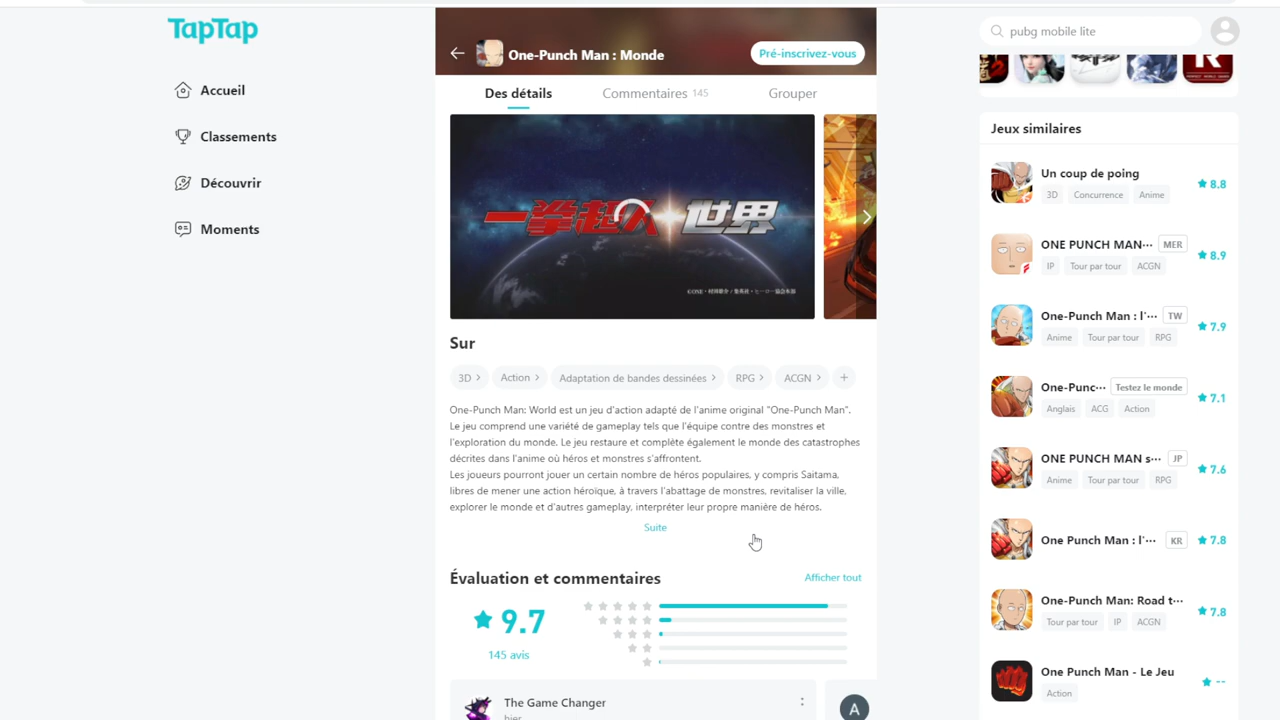 TapTap
Accueil
Classements
Découvrir
Moments
One-Punch Man : Monde
Pré-inscrivez-vous
Des détails
Commentaires 145
Grouper
一拳超人 世界
Sur
3D >
Action >
Adaptation de bandes dessinées >
RPG >
ACGN >
+
One-Punch Man: World est un jeu d'action adapté de l'anime original "One-Punch Man".
Le jeu comprend une variété de gameplay tels que l'équipe contre des monstres et
l'exploration du monde. Le jeu restaure et complète également le monde des catastrophes
décrites dans l'anime où héros et monstres s'affrontent.
Les joueurs pourront jouer un certain nombre de héros populaires, y compris Saitama,
libres de mener une action héroïque, à travers l'abattage de monstres, revitaliser la ville,
explorer le monde et d'autres gameplay, interpréter leur propre manière de héros.
Suite
Évaluation et commentaires
Afficher tout
9.7
145 avis
The Game Changer
hier
A
pubg mobile lite
Jeux similaires
Un coup de poing
3D Concurrence Anime
8.8
ONE PUNCH MAN··· MER
IP Tour par tour ACGN
8.9
One-Punch Man : l'··· TW
Anime Tour par tour RPG
7.9
One-Punc··· Testez le monde
Anglais ACG Action
7.1
ONE PUNCH MAN s··· JP
Anime Tour par tour RPG
7.6
One Punch Man : l'··· KR
7.8
One-Punch Man: Road t···
Tour par tour IP ACGN
7.8
One Punch Man - Le Jeu
Action
--